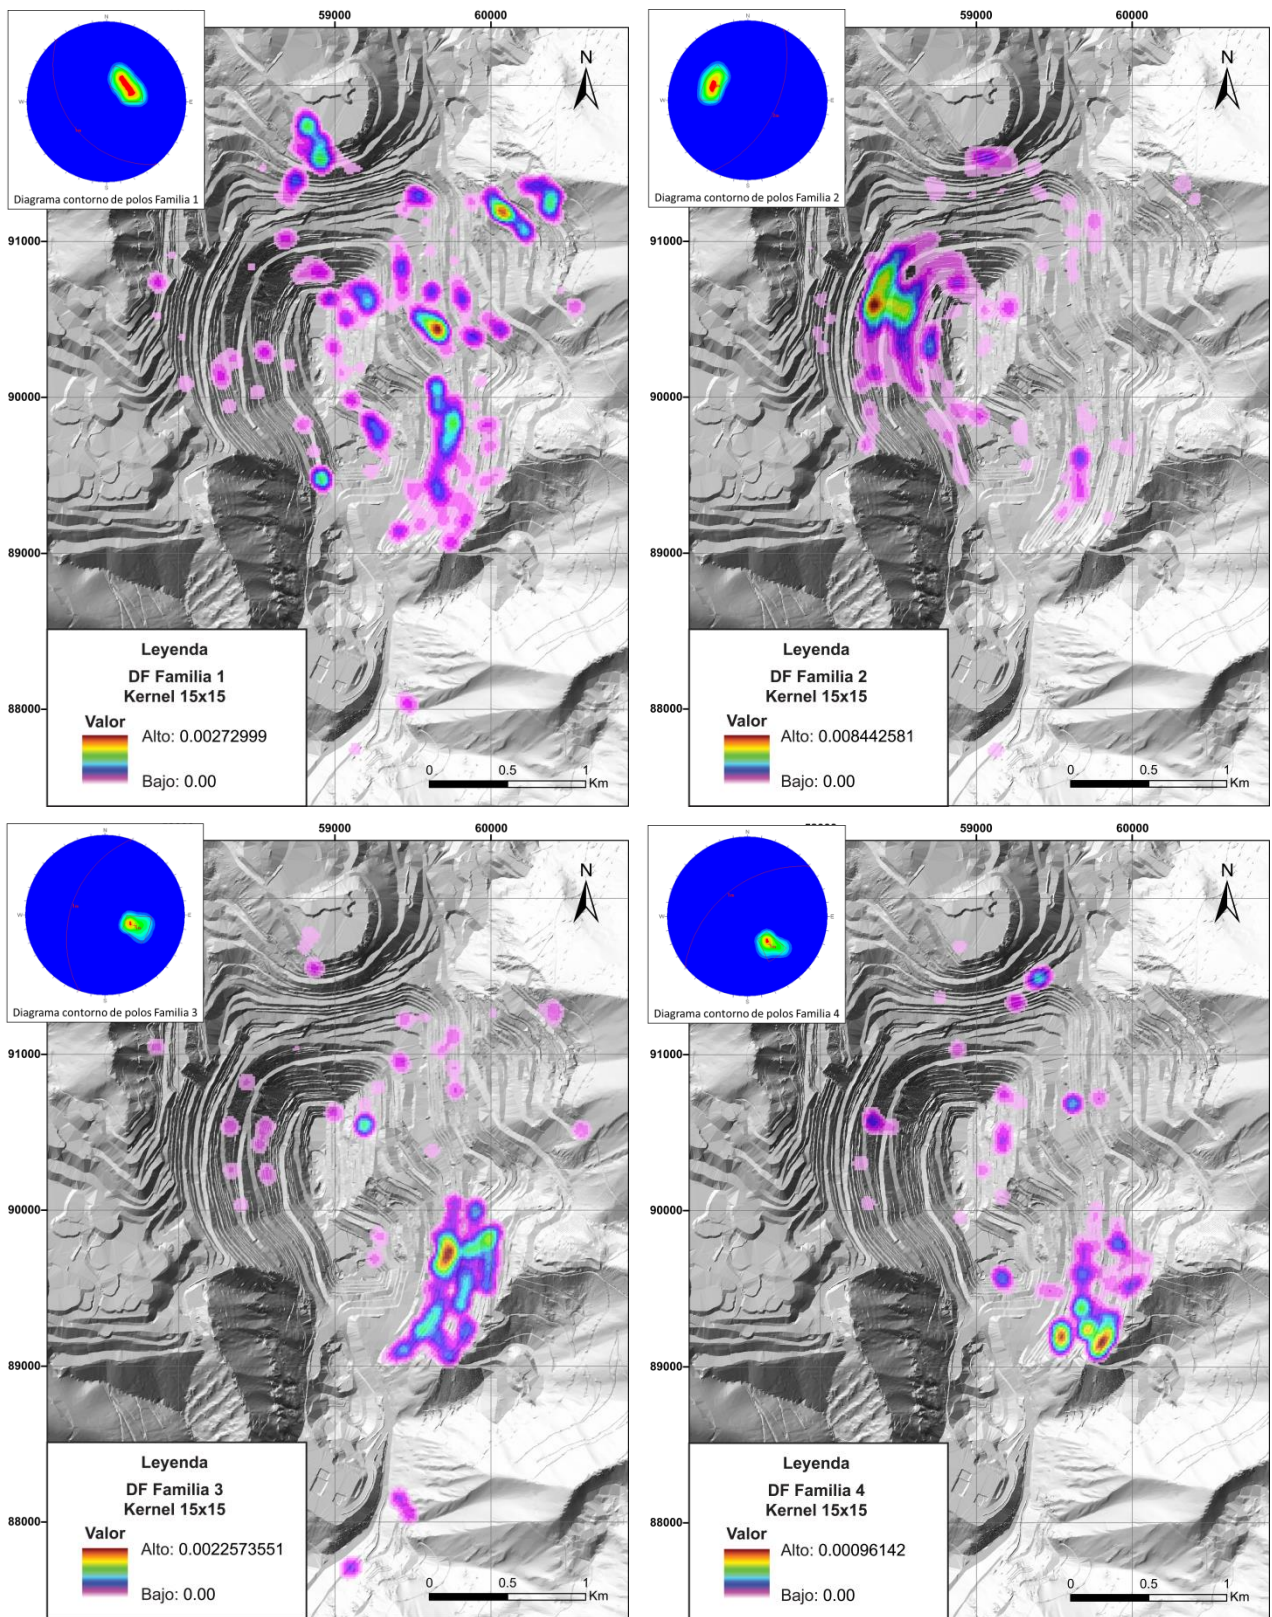 59000 60000
N
N
W E
S
Diagrama contorno de polos Familia 1
91000
90000
89000
88000
Leyenda
DF Familia 1
Kernel 15x15
Valor
Alto: 0.00272999
Bajo: 0.00
0 0.5 1
Km
59000 60000
N
N
W E
S
Diagrama contorno de polos Familia 2
91000
90000
89000
88000
Leyenda
DF Familia 2
Kernel 15x15
Valor
Alto: 0.008442581
Bajo: 0.00
0 0.5 1
Km
59000 60000
N
N
W E
S
Diagrama contorno de polos Familia 3
91000
90000
89000
88000
Leyenda
DF Familia 3
Kernel 15x15
Valor
Alto: 0.0022573551
Bajo: 0.00
0 0.5 1
Km
59000 60000
N
N
W E
S
Diagrama contorno de polos Familia 4
91000
90000
89000
88000
Leyenda
DF Familia 4
Kernel 15x15
Valor
Alto: 0.00096142
Bajo: 0.00
0 0.5 1
Km